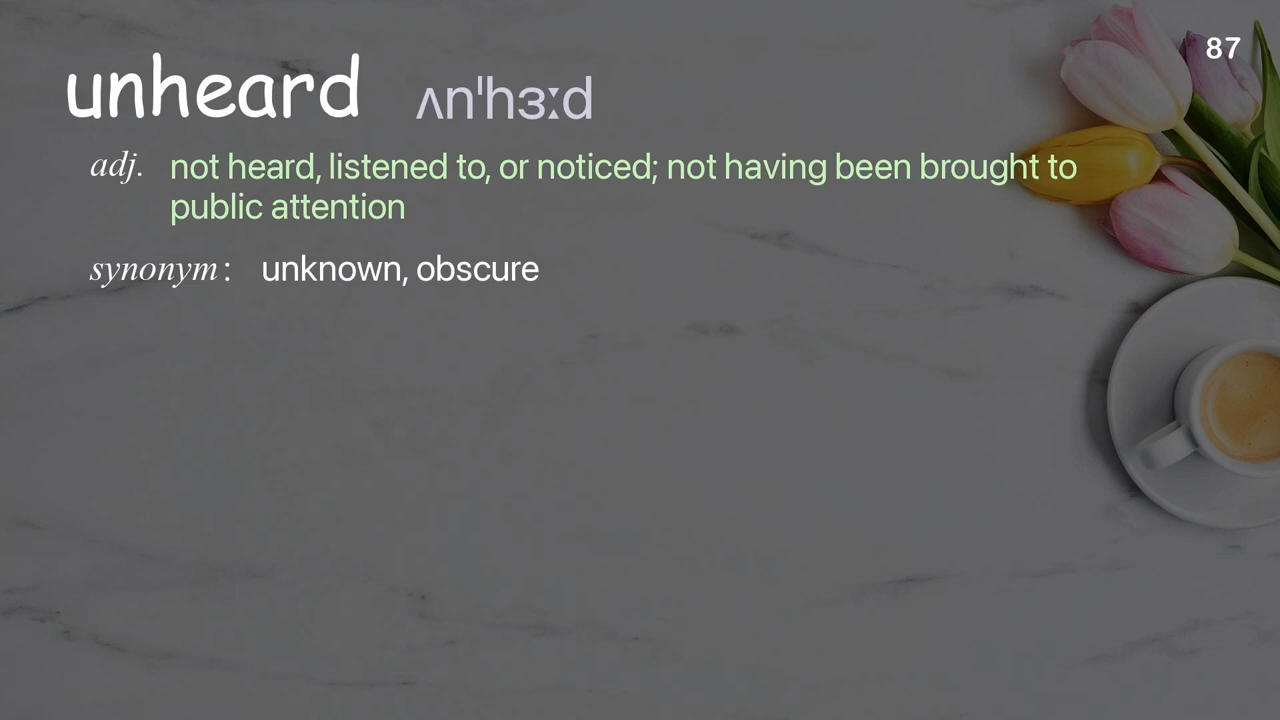 87
unheard ʌnˈhɜːd
adj. not heard, listened to, or noticed; not having been brought to
public attention
synonym: unknown, obscure